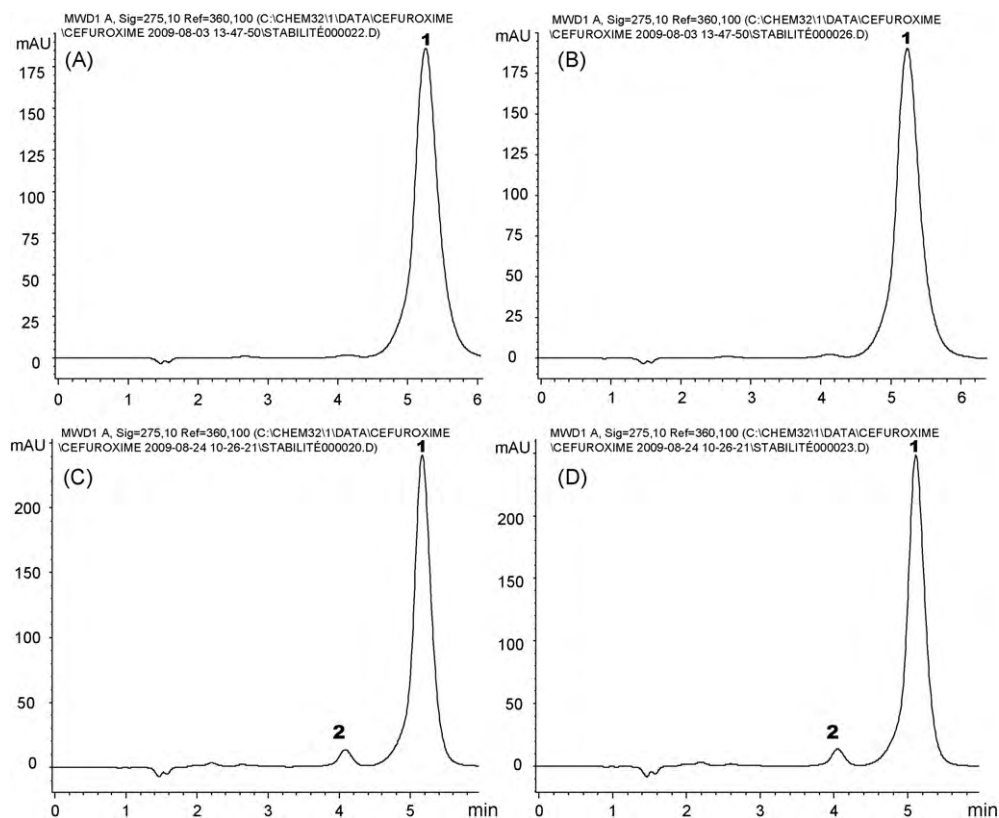 MWD1 A, Sig=275,10 Ref=360,100 (C:\CHEM32\1\DATA\CEFUROXIME
\CEFUROXIME 2009-08-03 13-47-50\STABILITÉ000022.D)
mAU
(A)
1
175
150
125
100
75
50
25
0
0 1 2 3 4 5 6
MWD1 A, Sig=275,10 Ref=360,100 (C:\CHEM32\1\DATA\CEFUROXIME
\CEFUROXIME 2009-08-03 13-47-50\STABILITÉ000026.D)
mAU
(B)
1
175
150
125
100
75
50
25
0
0 1 2 3 4 5 6
MWD1 A, Sig=275,10 Ref=360,100 (C:\CHEM32\1\DATA\CEFUROXIME
\CEFUROXIME 2009-08-24 10-26-21\STABILITÉ000020.D)
mAU
(C)
1
200
150
100
50
2
0
0 1 2 3 4 5 min
MWD1 A, Sig=275,10 Ref=360,100 (C:\CHEM32\1\DATA\CEFUROXIME
\CEFUROXIME 2009-08-24 10-26-21\STABILITÉ000023.D)
mAU
(D)
1
200
150
100
50
2
0
0 1 2 3 4 5 min